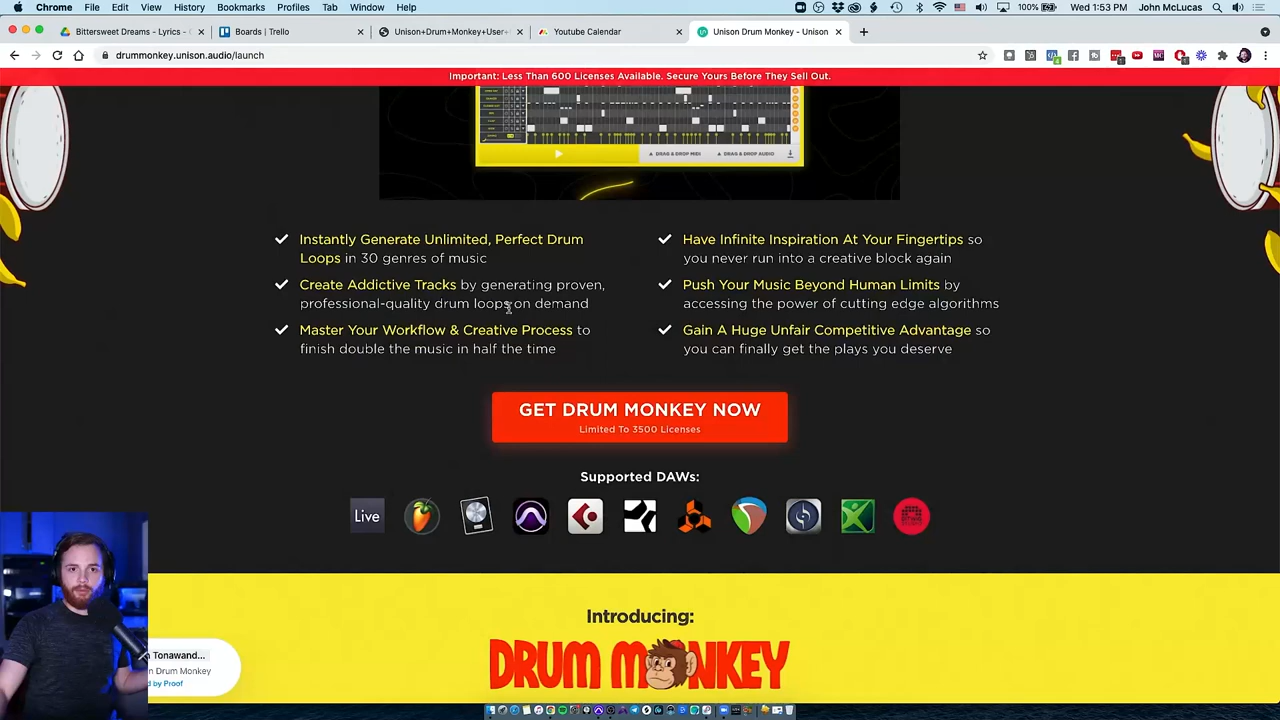 Chrome File Edit View History Bookmarks Profiles Tab Window Help
100% Wed 1:53 PM John McLucas
Bittersweet Dreams - Lyrics -
Boards | Trello
Unison+Drum+Monkey+User+
Youtube Calendar
Unison Drum Monkey - Unison
drummonkey.unison.audio/launch
Important: Less Than 600 Licenses Available. Secure Yours Before They Sell Out.
DRAG & DROP MIDI
DRAG & DROP AUDIO
Instantly Generate Unlimited, Perfect Drum
Loops in 30 genres of music
Create Addictive Tracks by generating proven,
professional-quality drum loops on demand
Master Your Workflow & Creative Process to
finish double the music in half the time
Have Infinite Inspiration At Your Fingertips so
you never run into a creative block again
Push Your Music Beyond Human Limits by
accessing the power of cutting edge algorithms
Gain A Huge Unfair Competitive Advantage so
you can finally get the plays you deserve
GET DRUM MONKEY NOW
Limited To 3500 Licenses
Supported DAWs:
Live
Introducing:
DRUM MONKEY
Tonawand...
Drum Monkey
by Proof